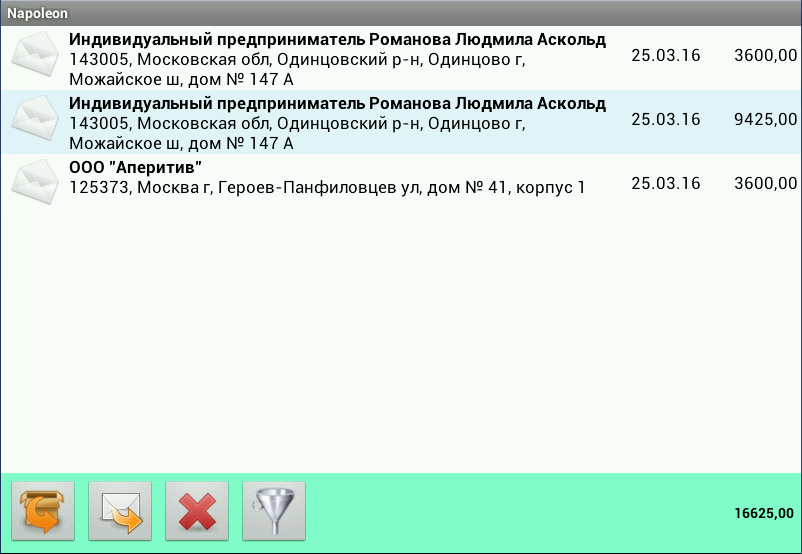 Napoleon
Индивидуальный предприниматель Романова Людмила Аскольд
143005, Московская обл, Одинцовский р-н, Одинцово г,
Можайское ш, дом № 147 А
25.03.16
3600,00
Индивидуальный предприниматель Романова Людмила Аскольд
143005, Московская обл, Одинцовский р-н, Одинцово г,
Можайское ш, дом № 147 А
25.03.16
9425,00
ООО "Аперитив"
125373, Москва г, Героев-Панфиловцев ул, дом № 41, корпус 1
25.03.16
3600,00
16625,00